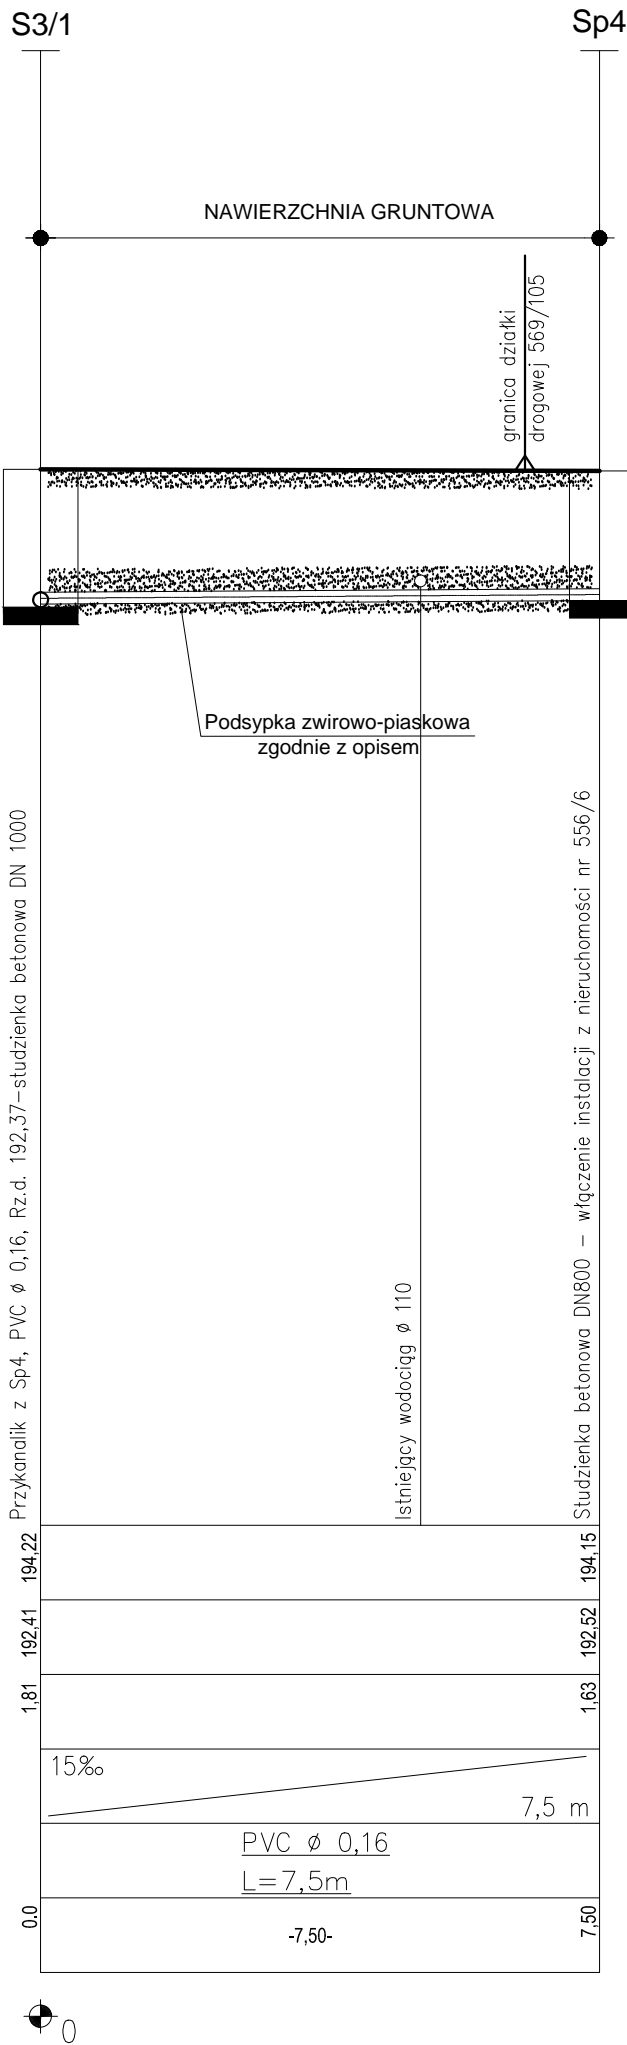 S3/1
Sp4
NAWIERZCHNIA GRUNTOWA
granica działki
drogowej 569/105
Podsypka zwirowo-piaskowa
zgodnie z opisem
Przykanalik z Sp4, PVC ø 0,16, Rz.d. 192,37-studzienka betonowa DN 1000
Istniejący wodociąg ø 110
Studzienka betonowa DN800 - włączenie instalacji z nieruchomości nr 556/6
194,22
194,15
192,41
192,52
1,81
1,63
15‰
7,5 m
PVC ø 0,16
L=7,5m
0.0
-7,50-
7,50
0